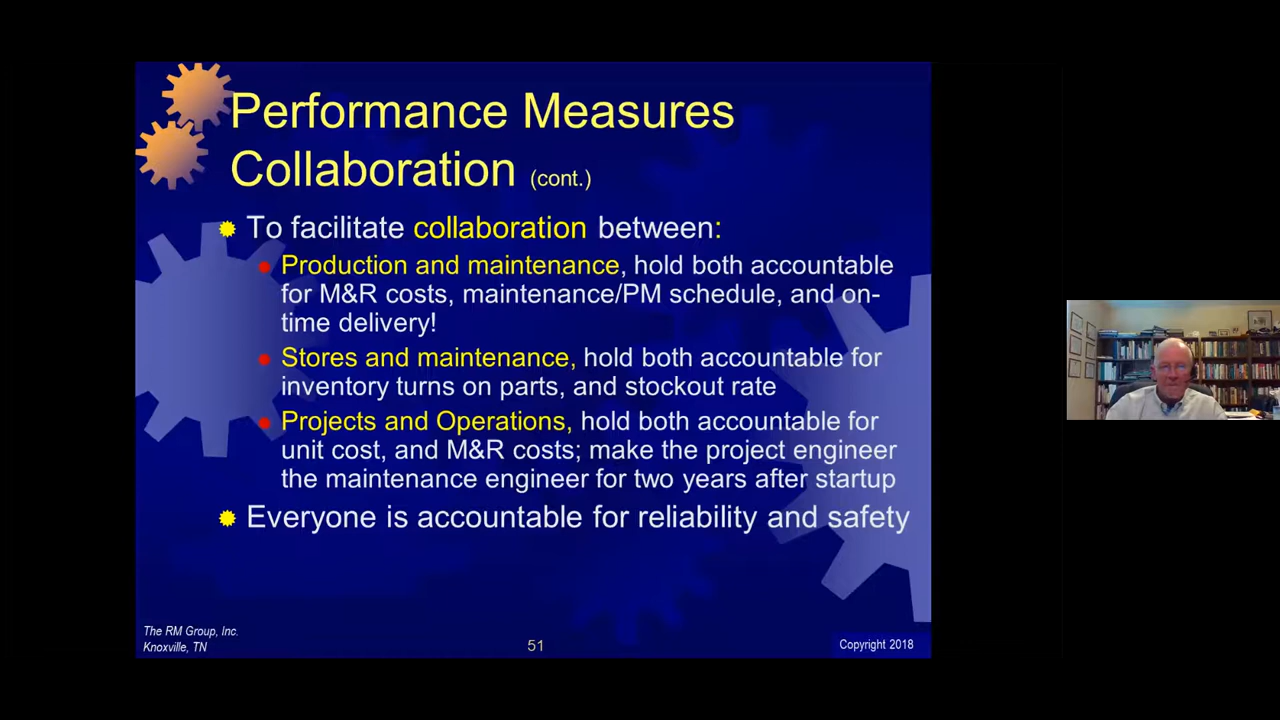 Performance Measures
Collaboration (cont.)
To facilitate collaboration between:
Production and maintenance, hold both accountable
for M&R costs, maintenance/PM schedule, and on-
time delivery!
Stores and maintenance, hold both accountable for
inventory turns on parts, and stockout rate
Projects and Operations, hold both accountable for
unit cost, and M&R costs; make the project engineer
the maintenance engineer for two years after startup
Everyone is accountable for reliability and safety
The RM Group, Inc.
Knoxville, TN
51
Copyright 2018